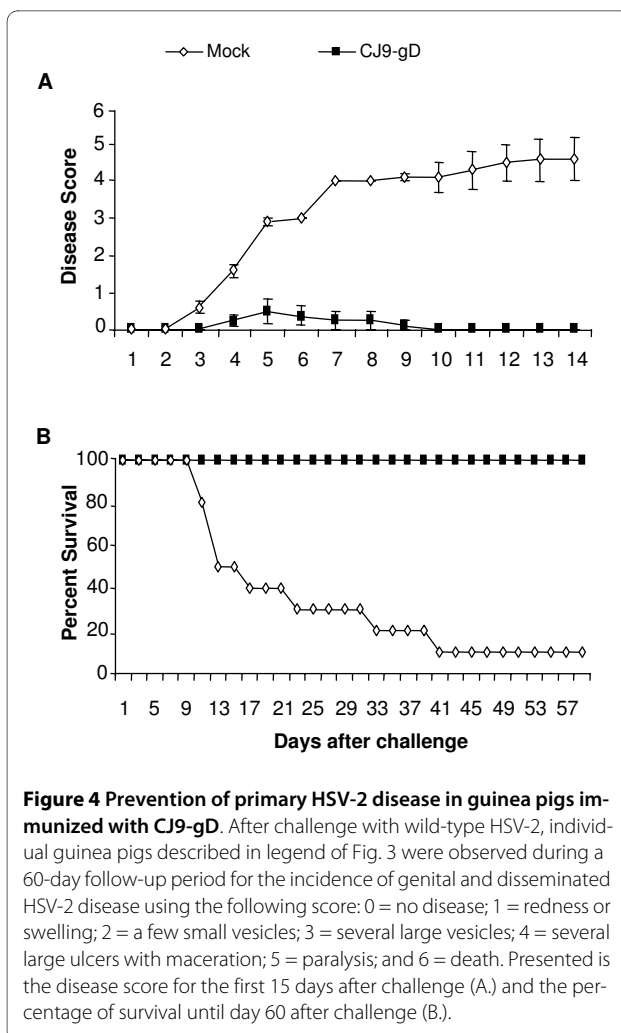 Mock CJ9-gD
A
6
5
4
3
2
1
0
Disease Score
1 2 3 4 5 6 7 8 9 10 11 12 13 14
B
100
80
60
40
20
0
Percent Survival
1 5 9 13 17 21 25 29 33 37 41 45 49 53 57
Days after challenge
Figure 4 Prevention of primary HSV-2 disease in guinea pigs im-
munized with CJ9-gD. After challenge with wild-type HSV-2, individ-
ual guinea pigs described in legend of Fig. 3 were observed during a
60-day follow-up period for the incidence of genital and disseminated
HSV-2 disease using the following score: 0 = no disease; 1 = redness or
swelling; 2 = a few small vesicles; 3 = several large vesicles; 4 = several
large ulcers with maceration; 5 = paralysis; and 6 = death. Presented is
the disease score for the first 15 days after challenge (A.) and the per-
centage of survival until day 60 after challenge (B.).